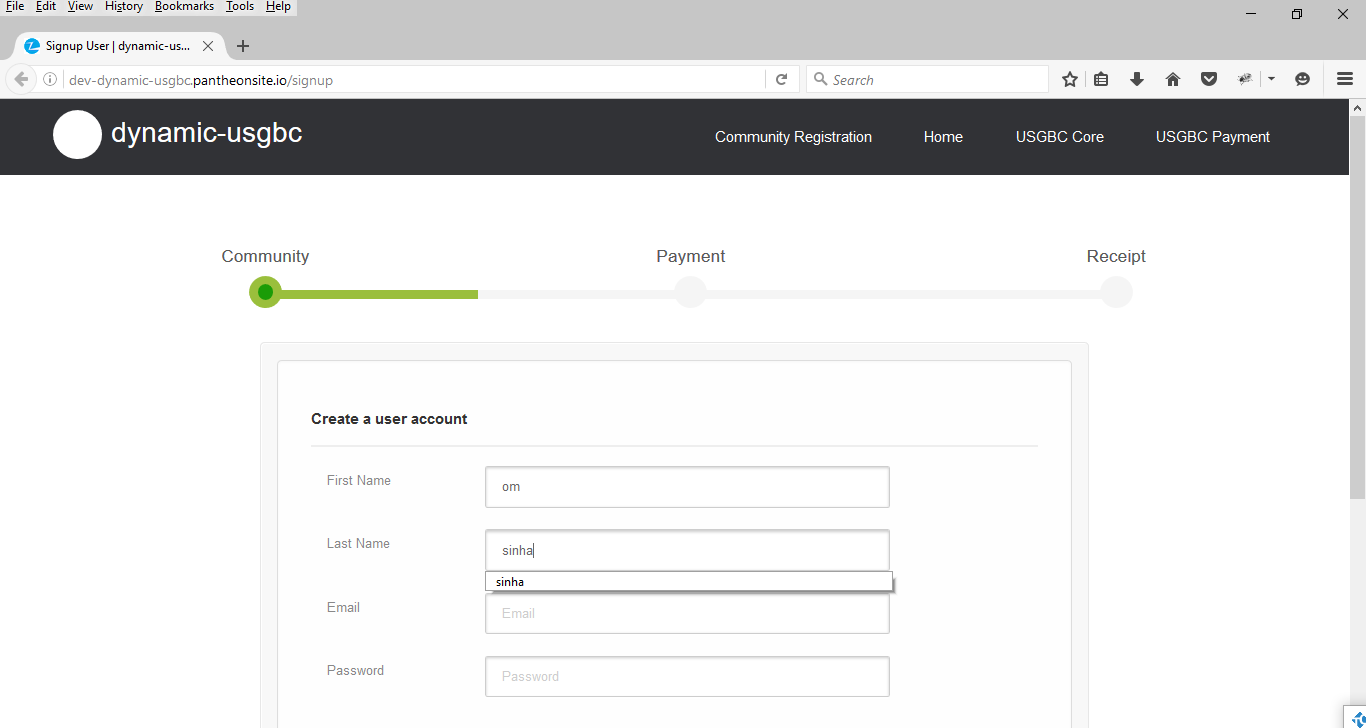 File Edit View History Bookmarks Tools Help
Signup User | dynamic-us...
dev-dynamic-usgbc.pantheonsite.io/signup
Search
dynamic-usgbc
Community Registration Home USGBC Core USGBC Payment
Community Payment Receipt
Create a user account
First Name om
Last Name sinha
sinha
Email Email
Password Password